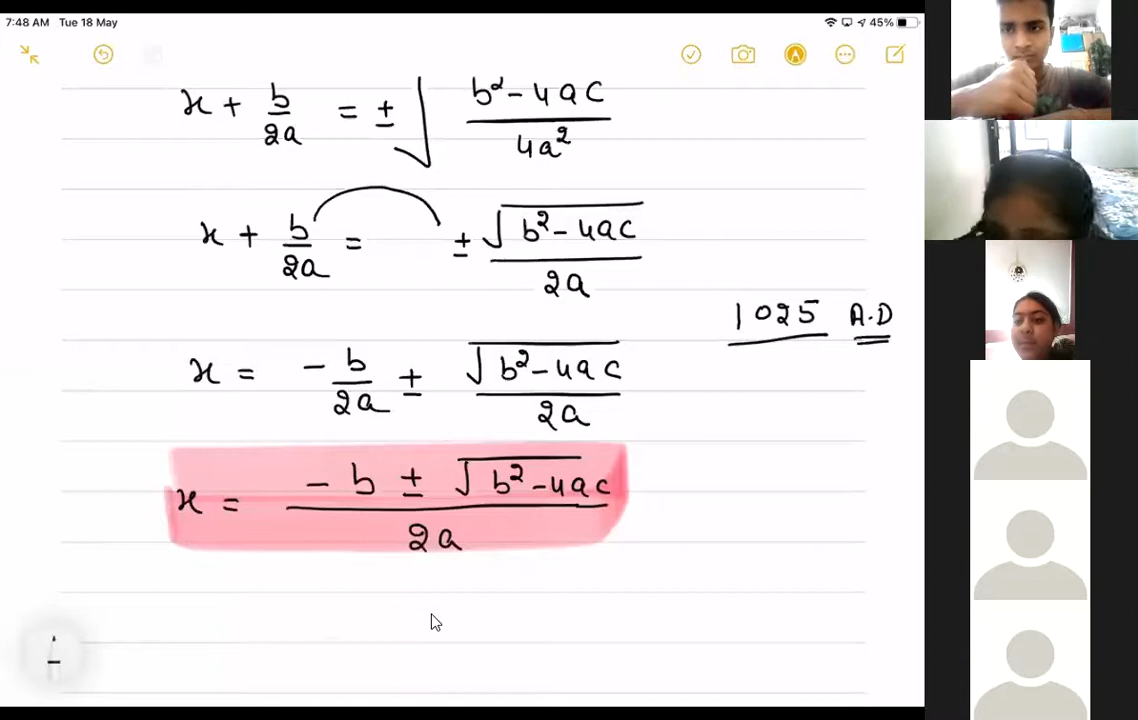 7:48 AM Tue 18 May 45%
x + b/2a = ± √(b² - 4ac / 4a²)
x + b/2a = ± √(b² - 4ac) / 2a
1025 A.D
x = - b/2a ± √(b² - 4ac) / 2a
x = - b ± √(b² - 4ac) / 2a